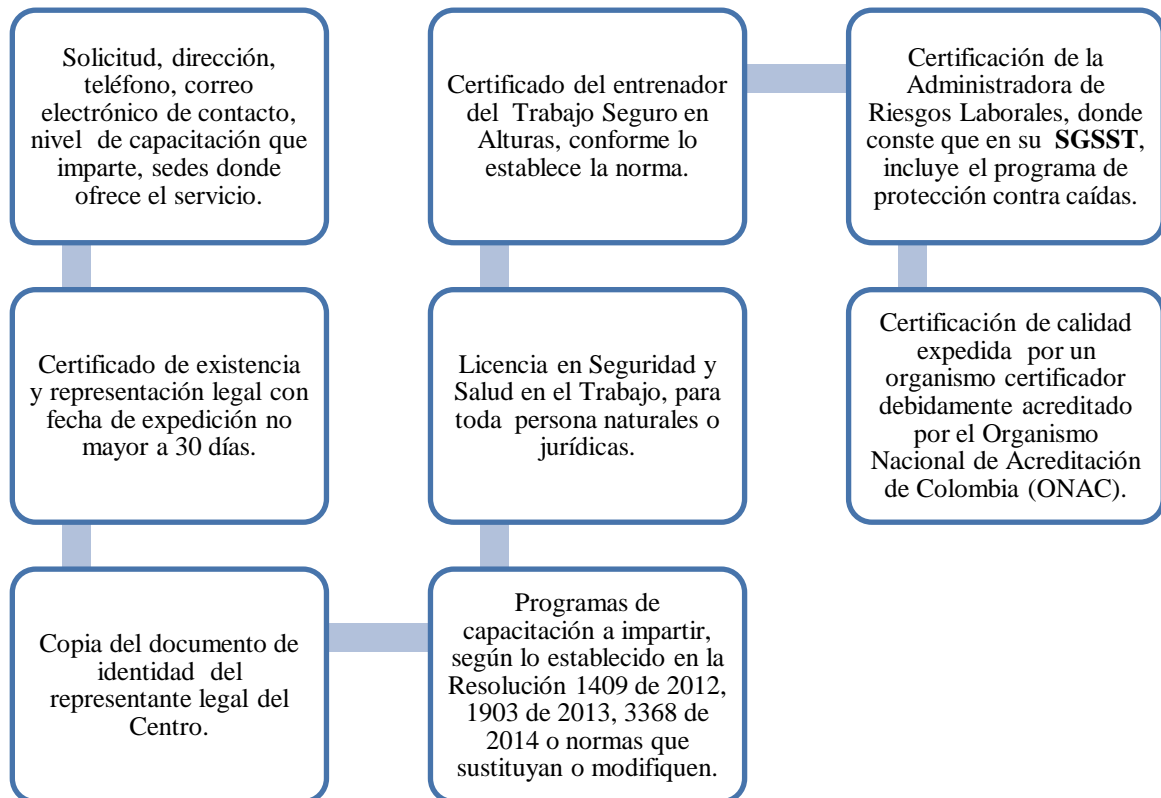 Solicitud, dirección,
teléfono, correo
electrónico de contacto,
nivel de capacitación que
imparte, sedes donde
ofrece el servicio.
Certificado de existencia
y representación legal con
fecha de expedición no
mayor a 30 días.
Copia del documento de
identidad del
representante legal del
Centro.
Programas de
capacitación a impartir,
según lo establecido en la
Resolución 1409 de 2012,
1903 de 2013, 3368 de
2014 o normas que
sustituyan o modifiquen.
Licencia en Seguridad y
Salud en el Trabajo, para
toda persona naturales o
jurídicas.
Certificado del entrenador
del Trabajo Seguro en
Alturas, conforme lo
establece la norma.
Certificación de la
Administradora de
Riesgos Laborales, donde
conste que en su SGSST,
incluye el programa de
protección contra caídas.
Certificación de calidad
expedida por un
organismo certificador
debidamente acreditado
por el Organismo
Nacional de Acreditación
de Colombia (ONAC).